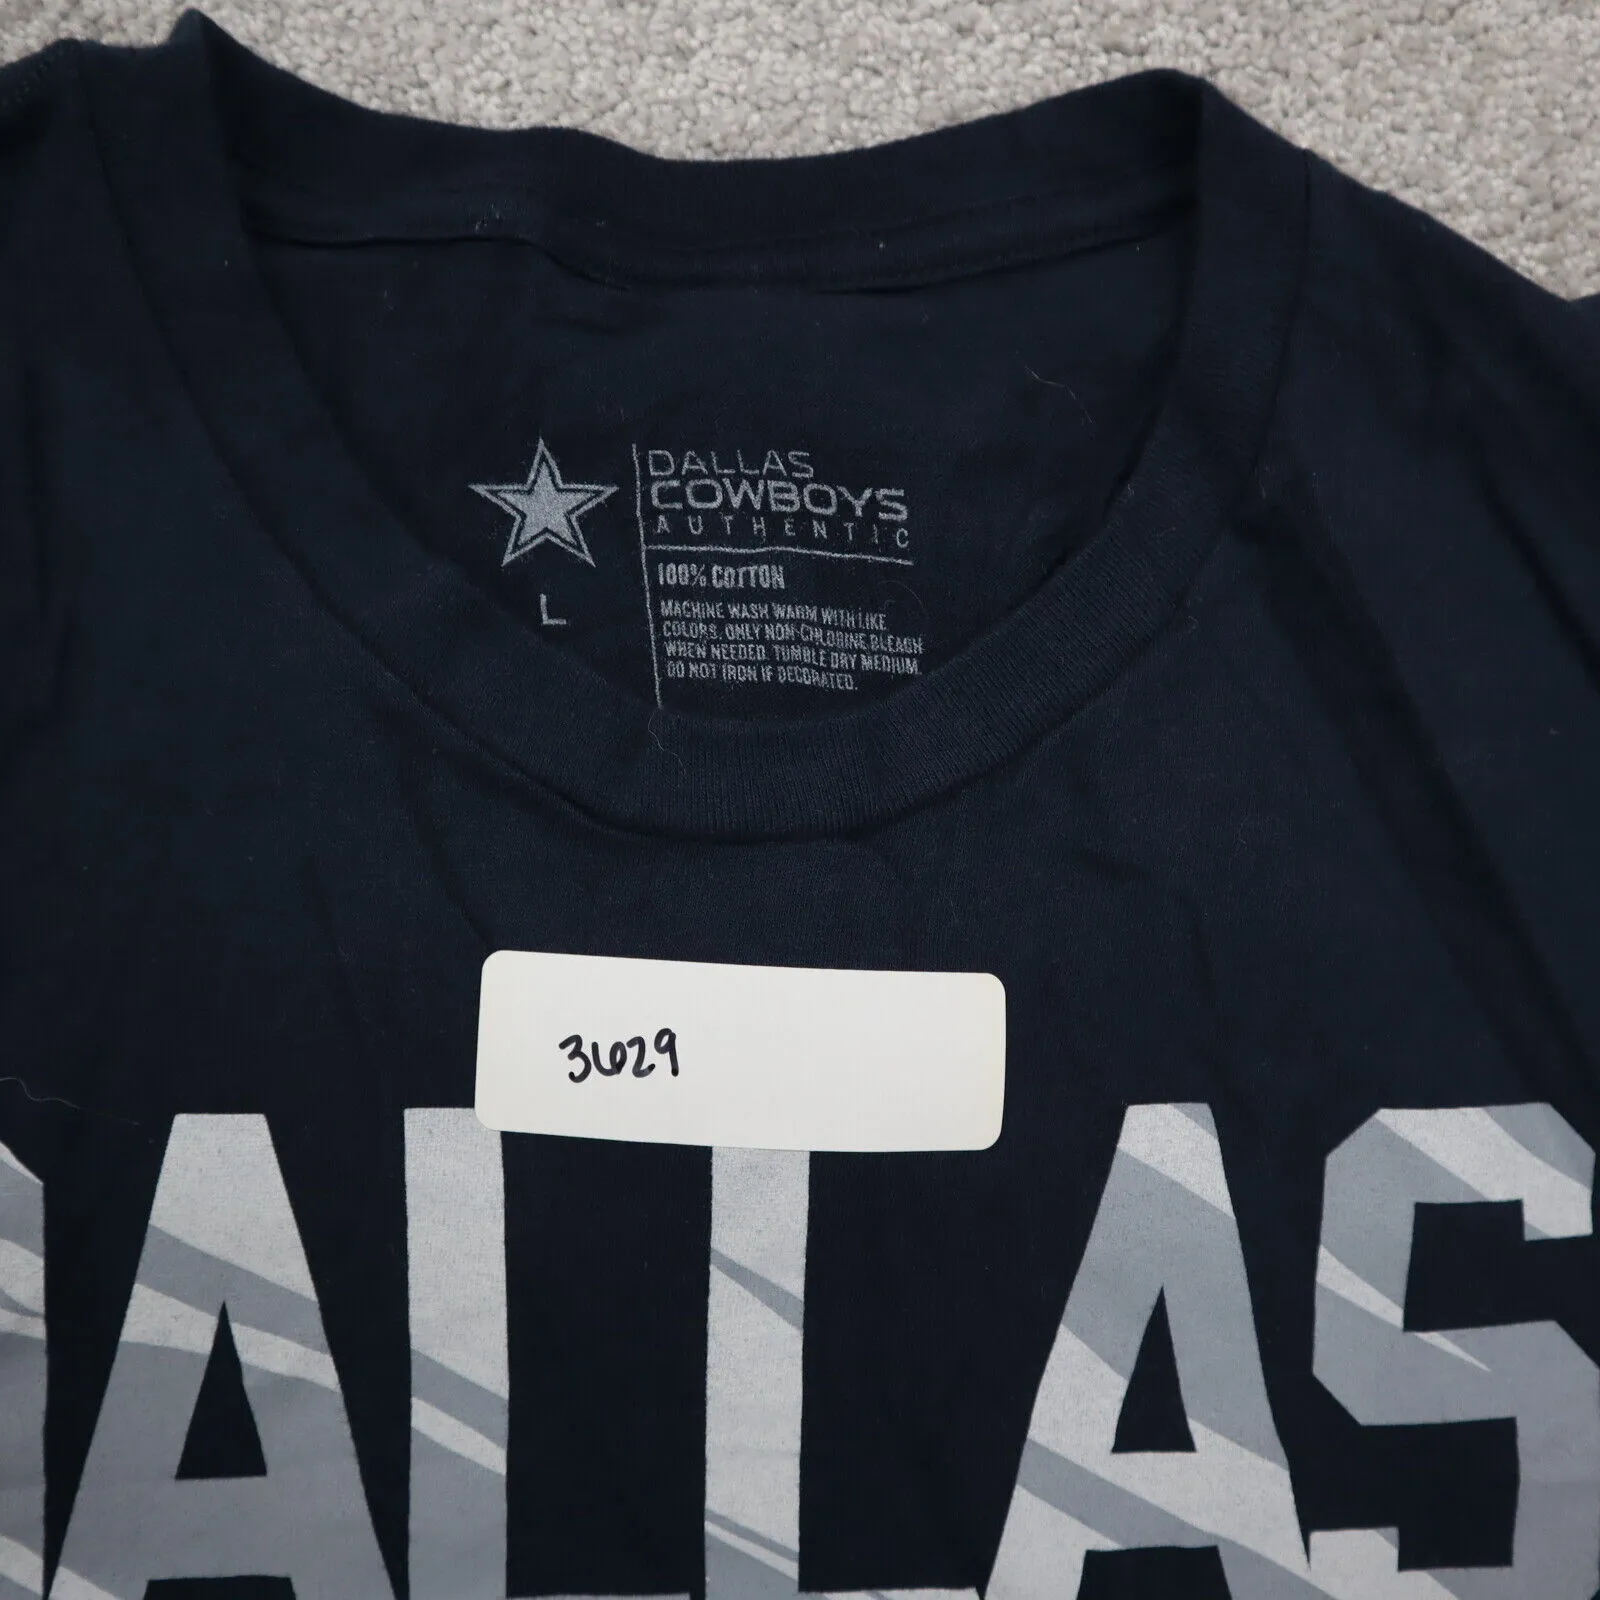 DALLAS
COWBOYS
AUTHENTIC
100% COTTON
L
MACHINE WASH WARM WITH LIKE
COLORS. ONLY NON-CHLORINE BLEACH
WHEN NEEDED. TUMBLE DRY MEDIUM.
DO NOT IRON IF DECORATED.
3629
DALLAS